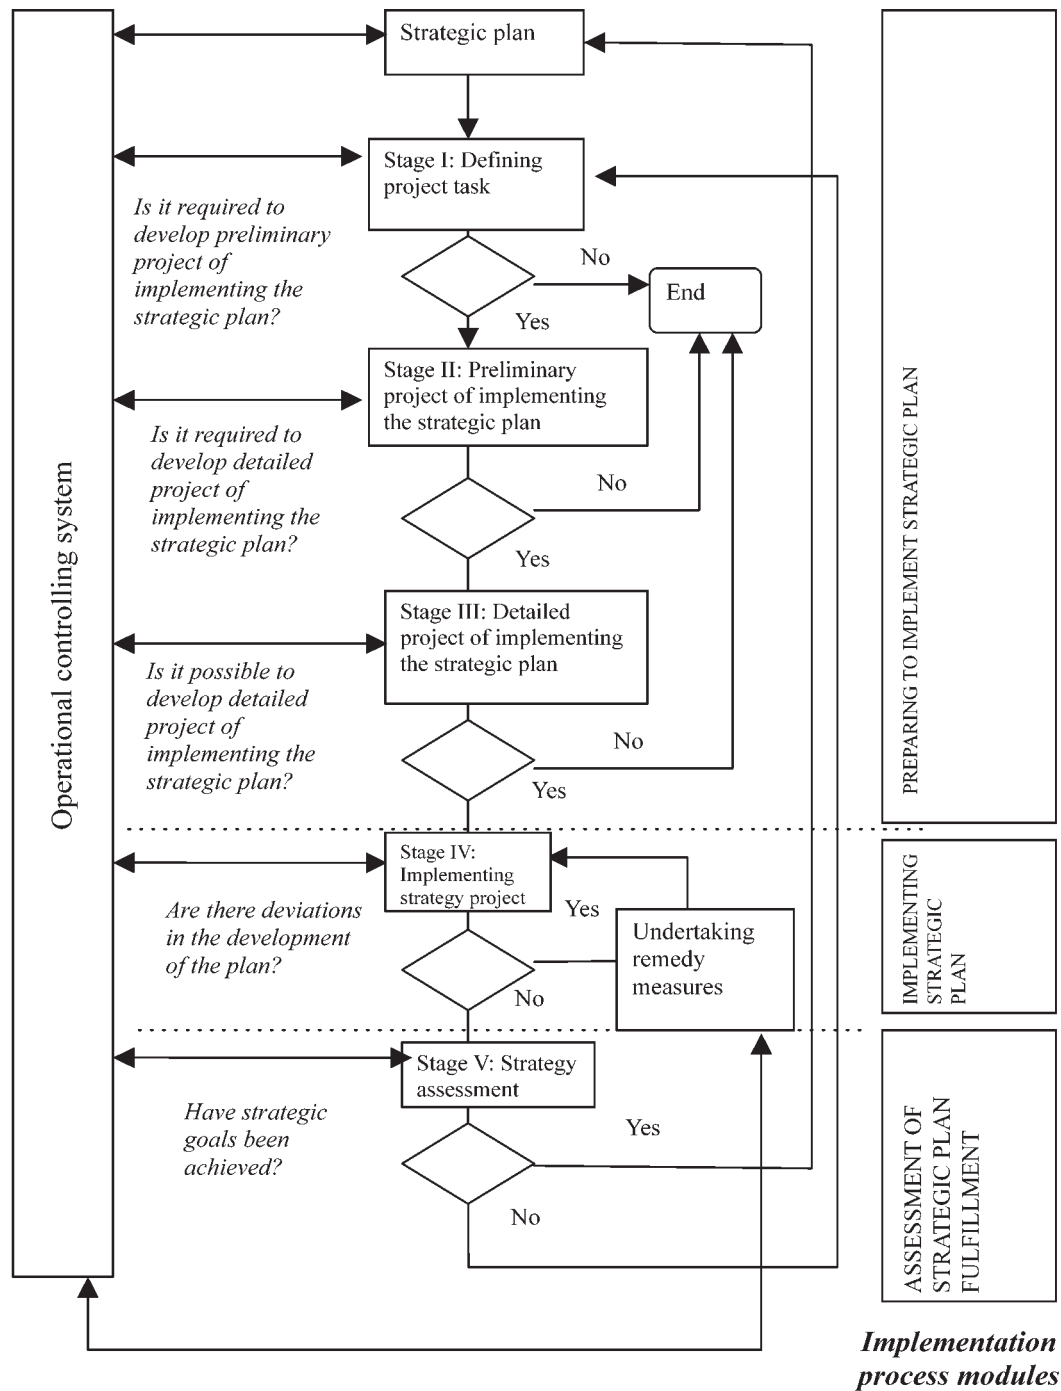 Strategic plan
Stage I: Defining
project task
Is it required to
develop preliminary
project of
implementing the
strategic plan?
No
End
Yes
Stage II: Preliminary
project of implementing
the strategic plan
Is it required to
develop detailed
project of
implementing the
strategic plan?
No
Yes
Stage III: Detailed
project of implementing
the strategic plan
Is it possible to
develop detailed
project of
implementing the
strategic plan?
No
Yes
Stage IV:
Implementing
strategy project
Are there deviations
in the development
of the plan?
Yes
Undertaking
remedy
measures
No
Stage V: Strategy
assessment
Have strategic
goals been
achieved?
Yes
No
Operational controlling system
PREPARING TO IMPLEMENT STRATEGIC PLAN
IMPLEMENTING
STRATEGIC
PLAN
ASSESSMENT OF
STRATEGIC PLAN
FULFILLMENT
Implementation
process modules